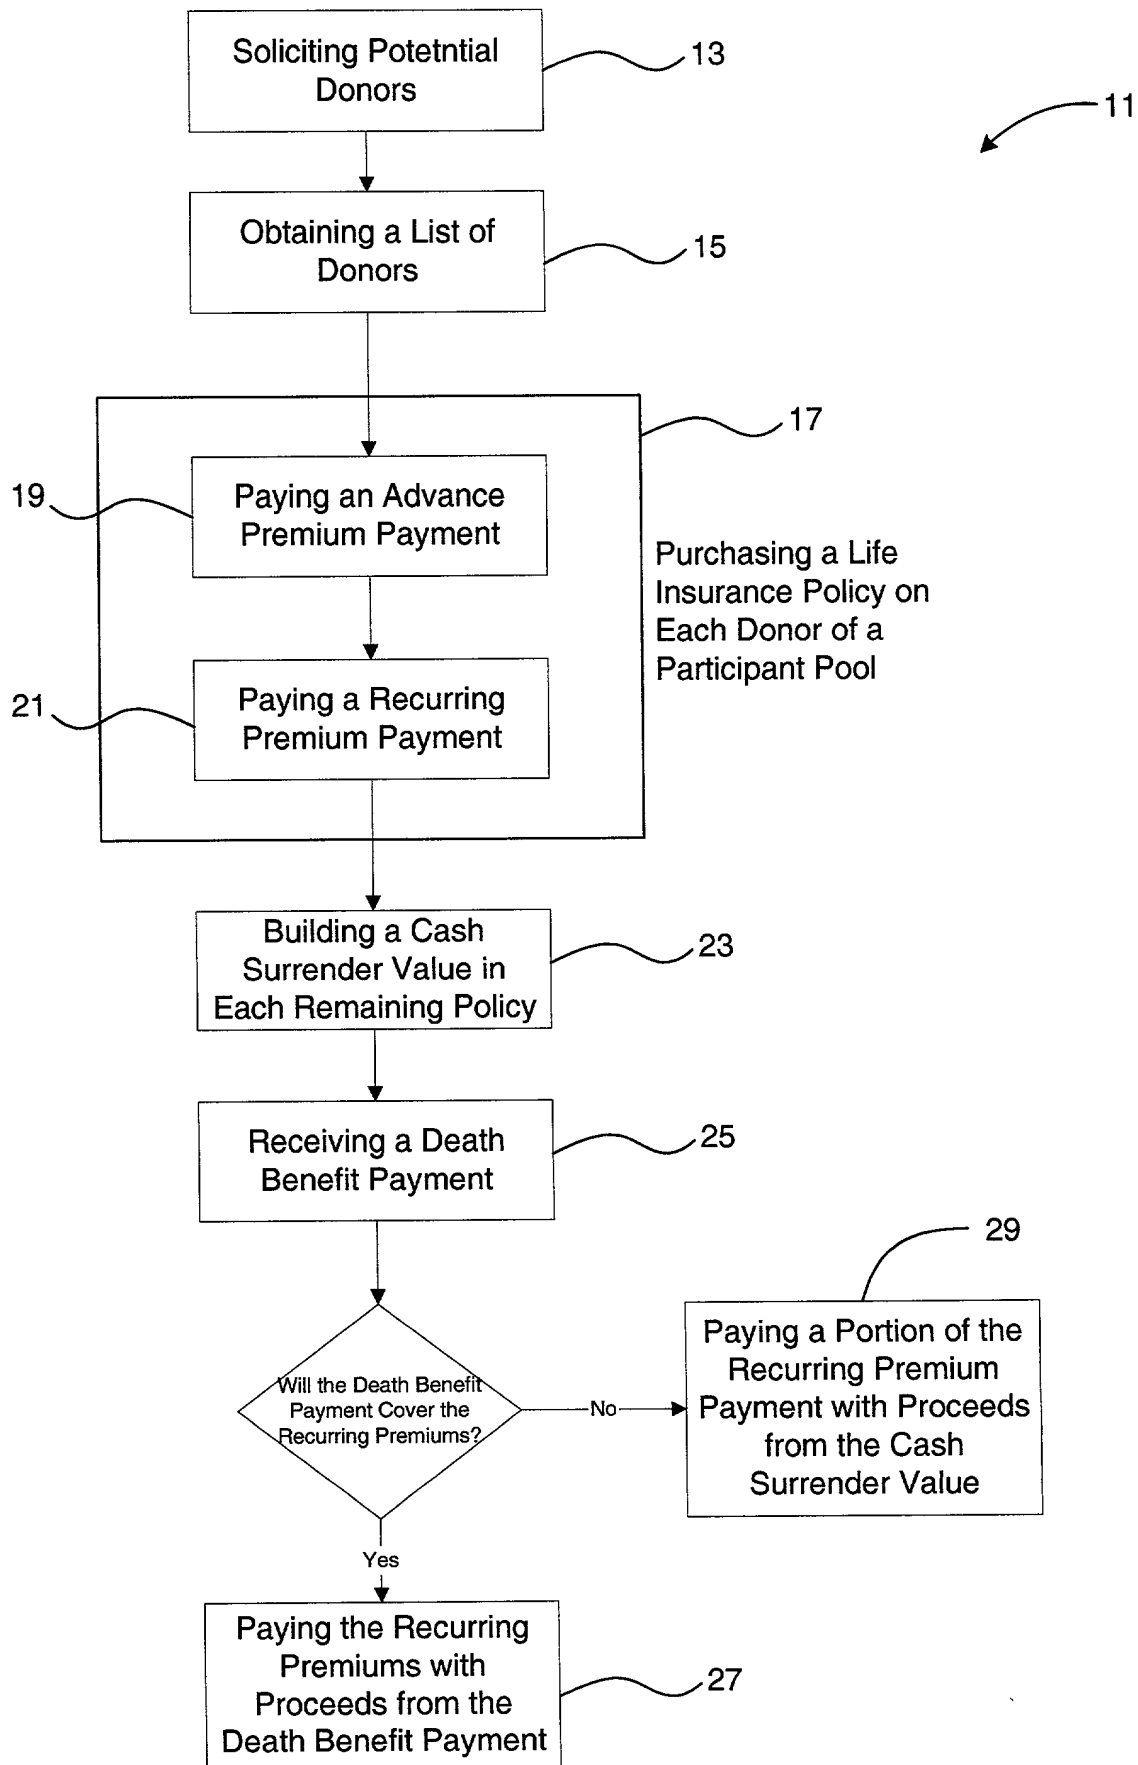 Soliciting Potetntial
Donors
13
11
Obtaining a List of
Donors
15
17
19
Paying an Advance
Premium Payment
Purchasing a Life
Insurance Policy on
Each Donor of a
Participant Pool
21
Paying a Recurring
Premium Payment
Building a Cash
Surrender Value in
Each Remaining Policy
23
Receiving a Death
Benefit Payment
25
29
Will the Death Benefit
Payment Cover the
Recurring Premiums?
No
Paying a Portion of the
Recurring Premium
Payment with Proceeds
from the Cash
Surrender Value
Yes
Paying the Recurring
Premiums with
Proceeds from the
Death Benefit Payment
27